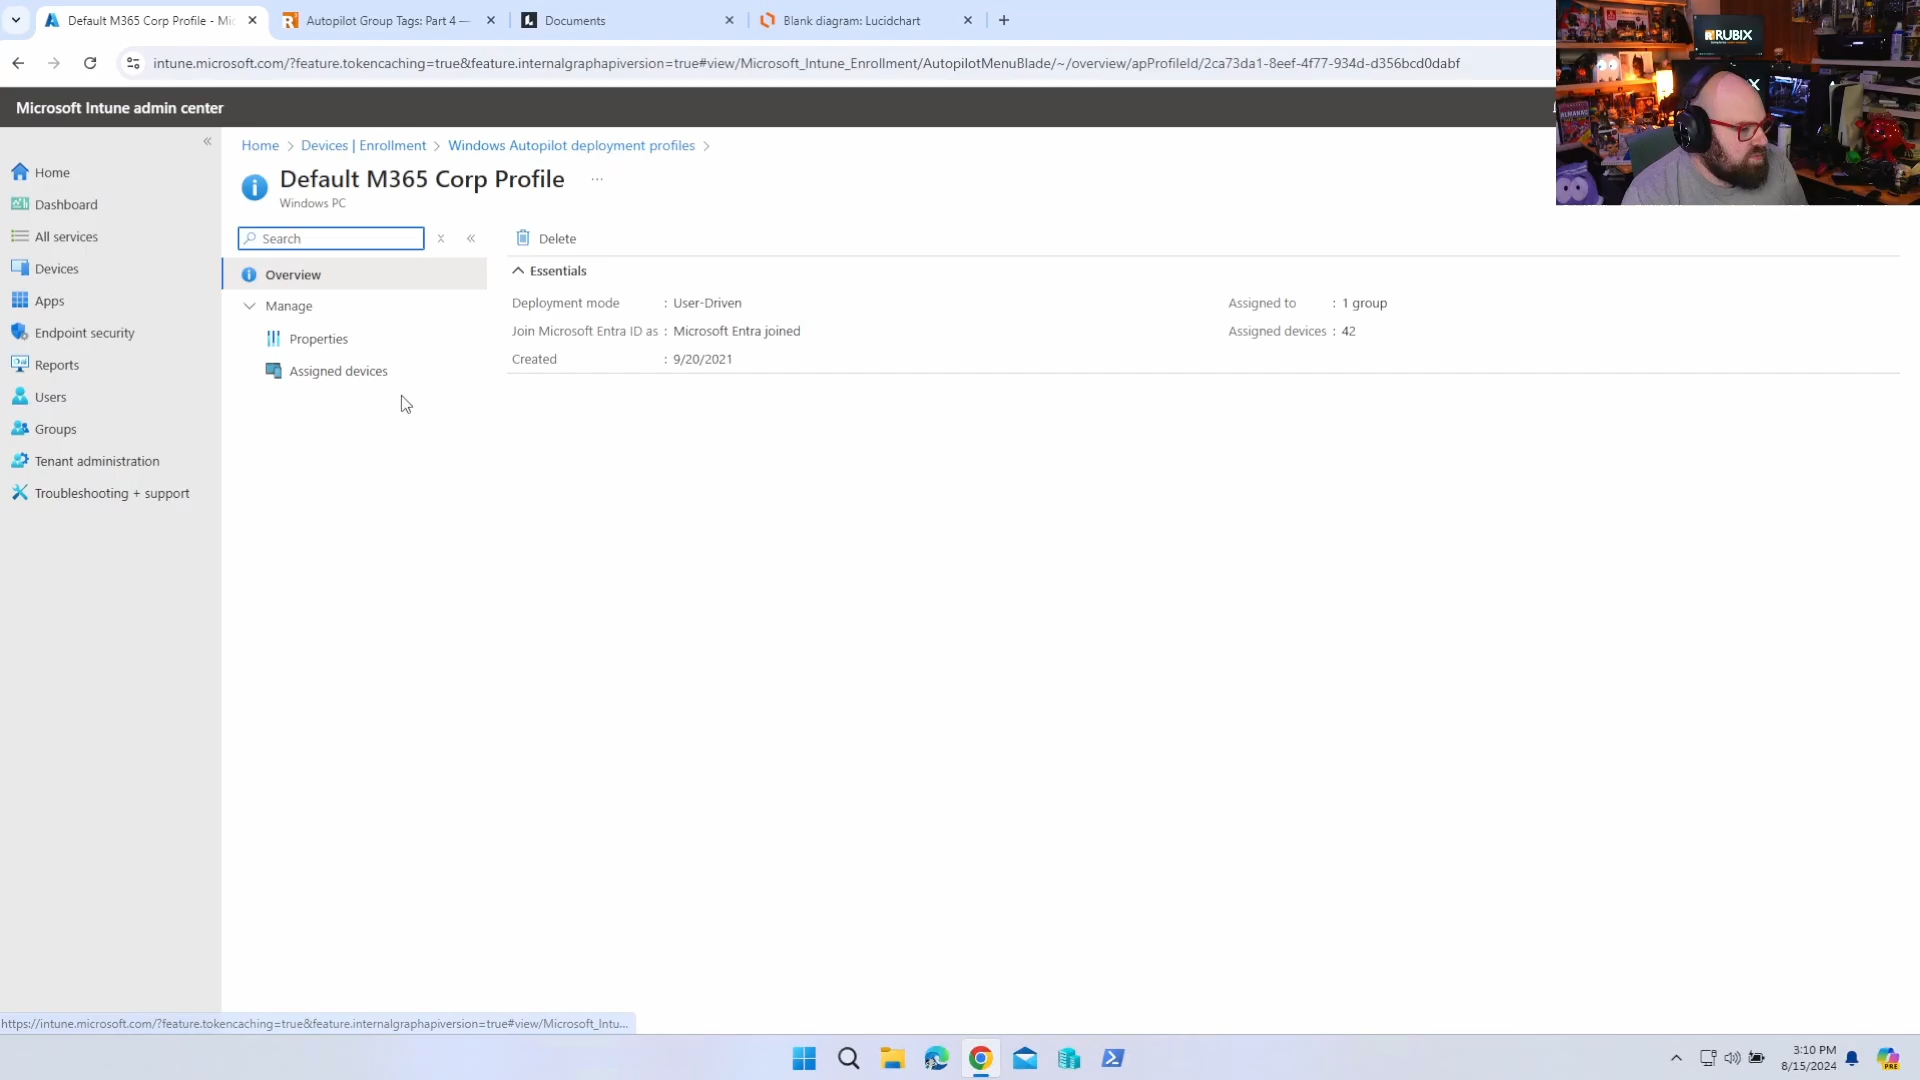 Default M365 Corp Profile - Mic
Autopilot Group Tags: Part 4 —
Documents
Blank diagram: Lucidchart
intune.microsoft.com/?feature.tokencaching=true&feature.internalgraphapiversion=true#view/Microsoft_Intune_Enrollment/AutopilotMenuBlade/~/overview/apProfileId/2ca73da1-8eef-4f77-934d-d356bcd0dabf
RUBIX
Microsoft Intune admin center
Home
Dashboard
All services
Devices
Apps
Endpoint security
Reports
Users
Groups
Tenant administration
Troubleshooting + support
Home > Devices | Enrollment > Windows Autopilot deployment profiles >
Default M365 Corp Profile ...
Windows PC
Search
Overview
Manage
Properties
Assigned devices
Delete
Essentials
Deployment mode : User-Driven
Join Microsoft Entra ID as : Microsoft Entra joined
Created : 9/20/2021
Assigned to : 1 group
Assigned devices : 42
https://intune.microsoft.com/?feature.tokencaching=true&feature.internalgraphapiversion=true#view/Microsoft_Intu...
3:10 PM
8/15/2024
PRE